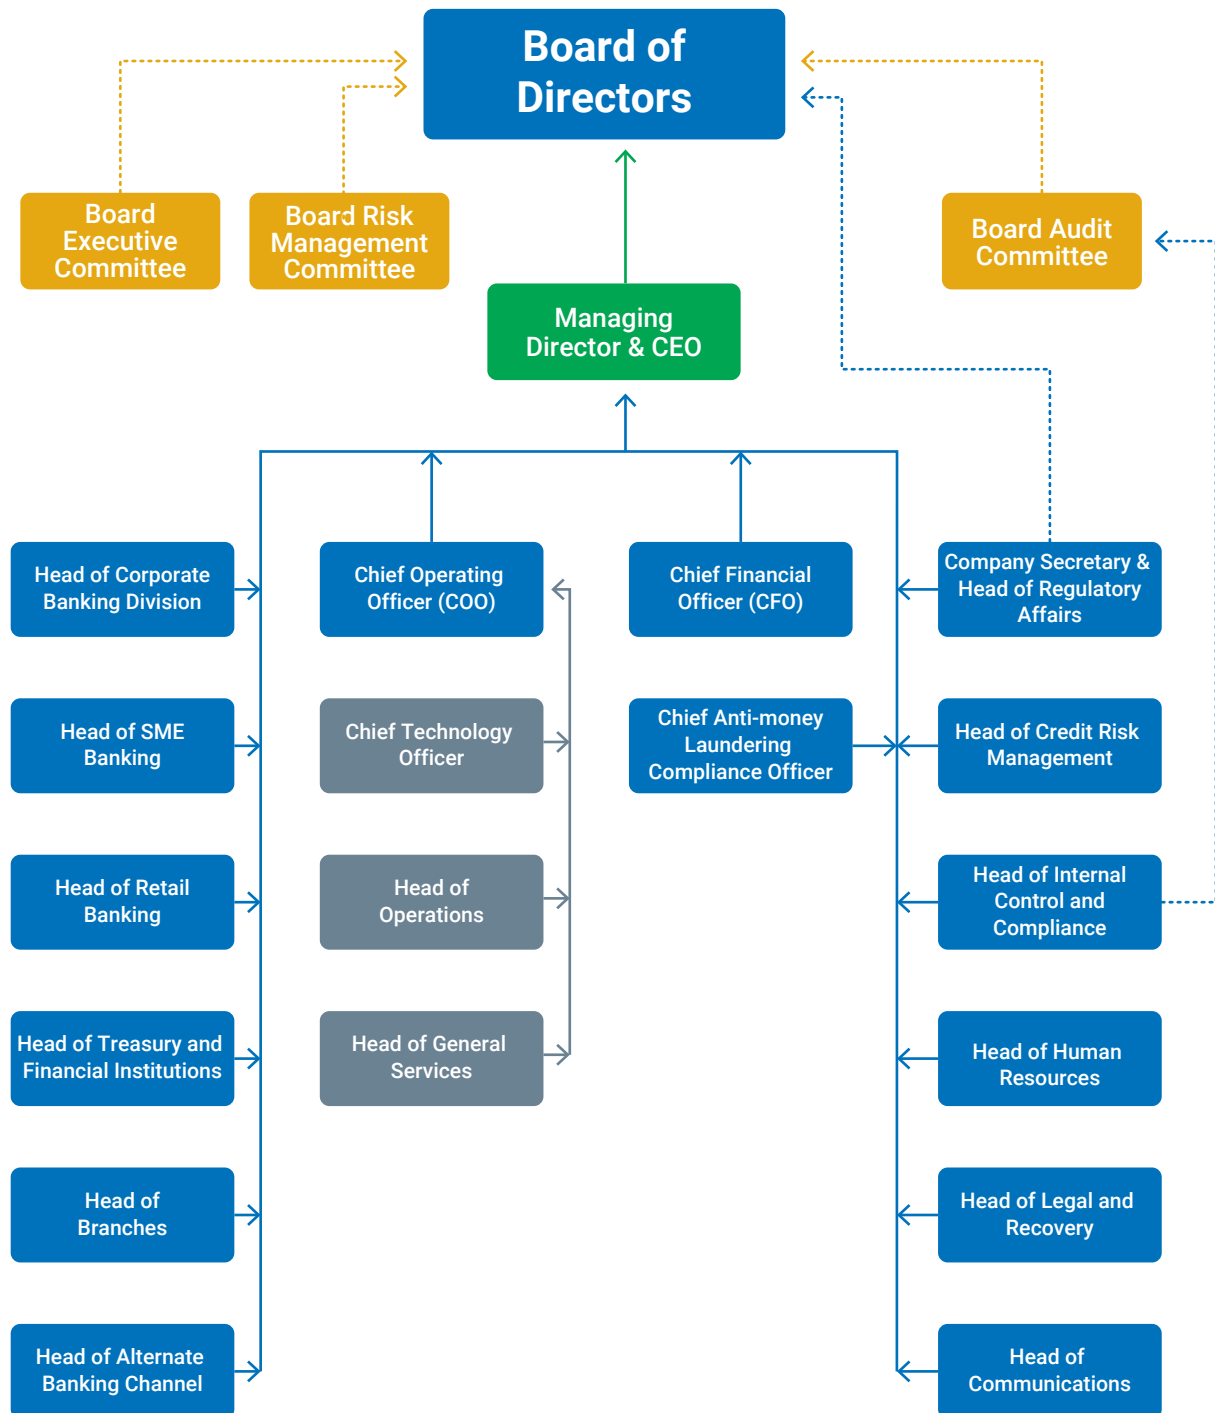 Board of
Directors
Board
Executive
Committee
Board Risk
Management
Committee
Board Audit
Committee
Managing
Director & CEO
Head of Corporate
Banking Division
Chief Operating
Officer (COO)
Chief Financial
Officer (CFO)
Company Secretary &
Head of Regulatory
Affairs
Head of SME
Banking
Chief Technology
Officer
Chief Anti-money
Laundering
Compliance Officer
Head of Credit Risk
Management
Head of Retail
Banking
Head of
Operations
Head of Internal
Control and
Compliance
Head of Treasury and
Financial Institutions
Head of General
Services
Head of Human
Resources
Head of
Branches
Head of Legal and
Recovery
Head of Alternate
Banking Channel
Head of
Communications